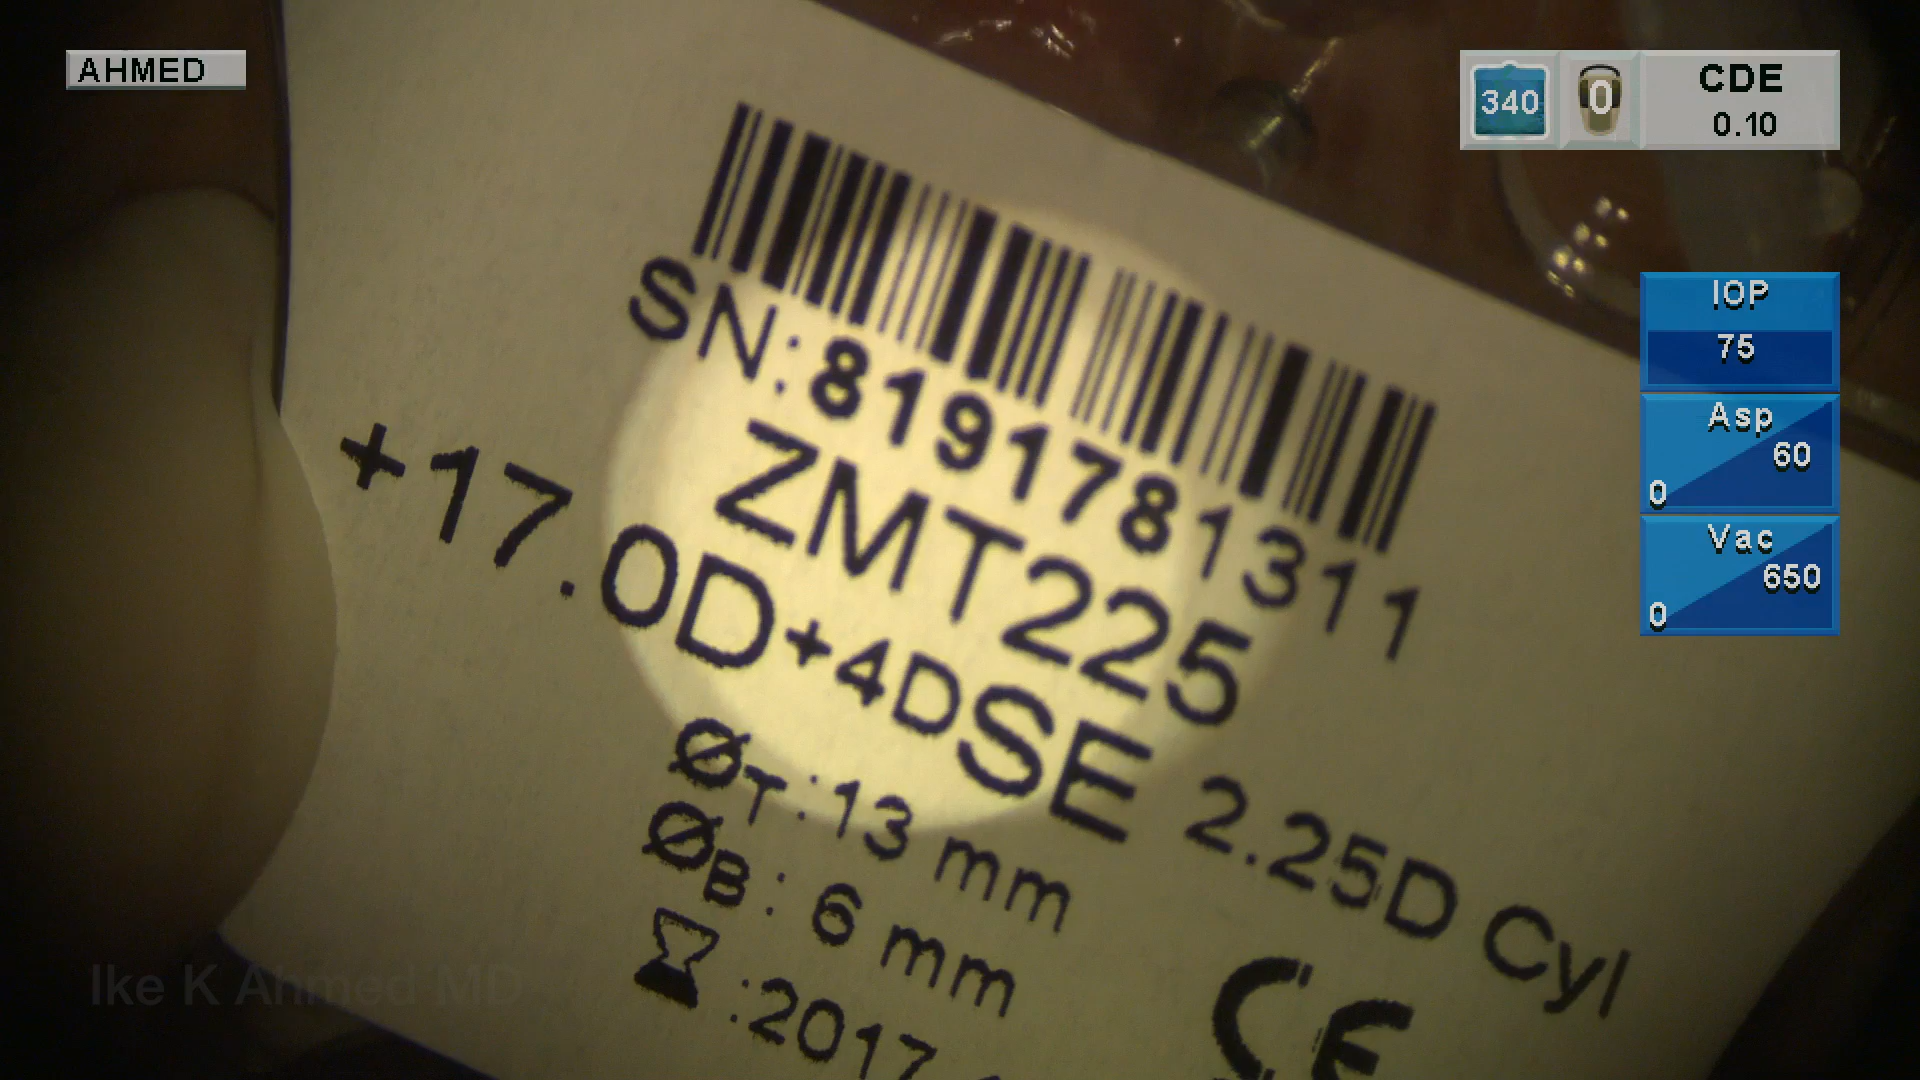 AHMED
340
0
CDE
0.10
IOP
75
Asp
60
0
Vac
650
0
SN:8191781311
ZMT225
+17.0D+4DSE 2.25D Cyl
ØT:13 mm
ØB: 6 mm
:2017
CE
Ike K Ahmed MD